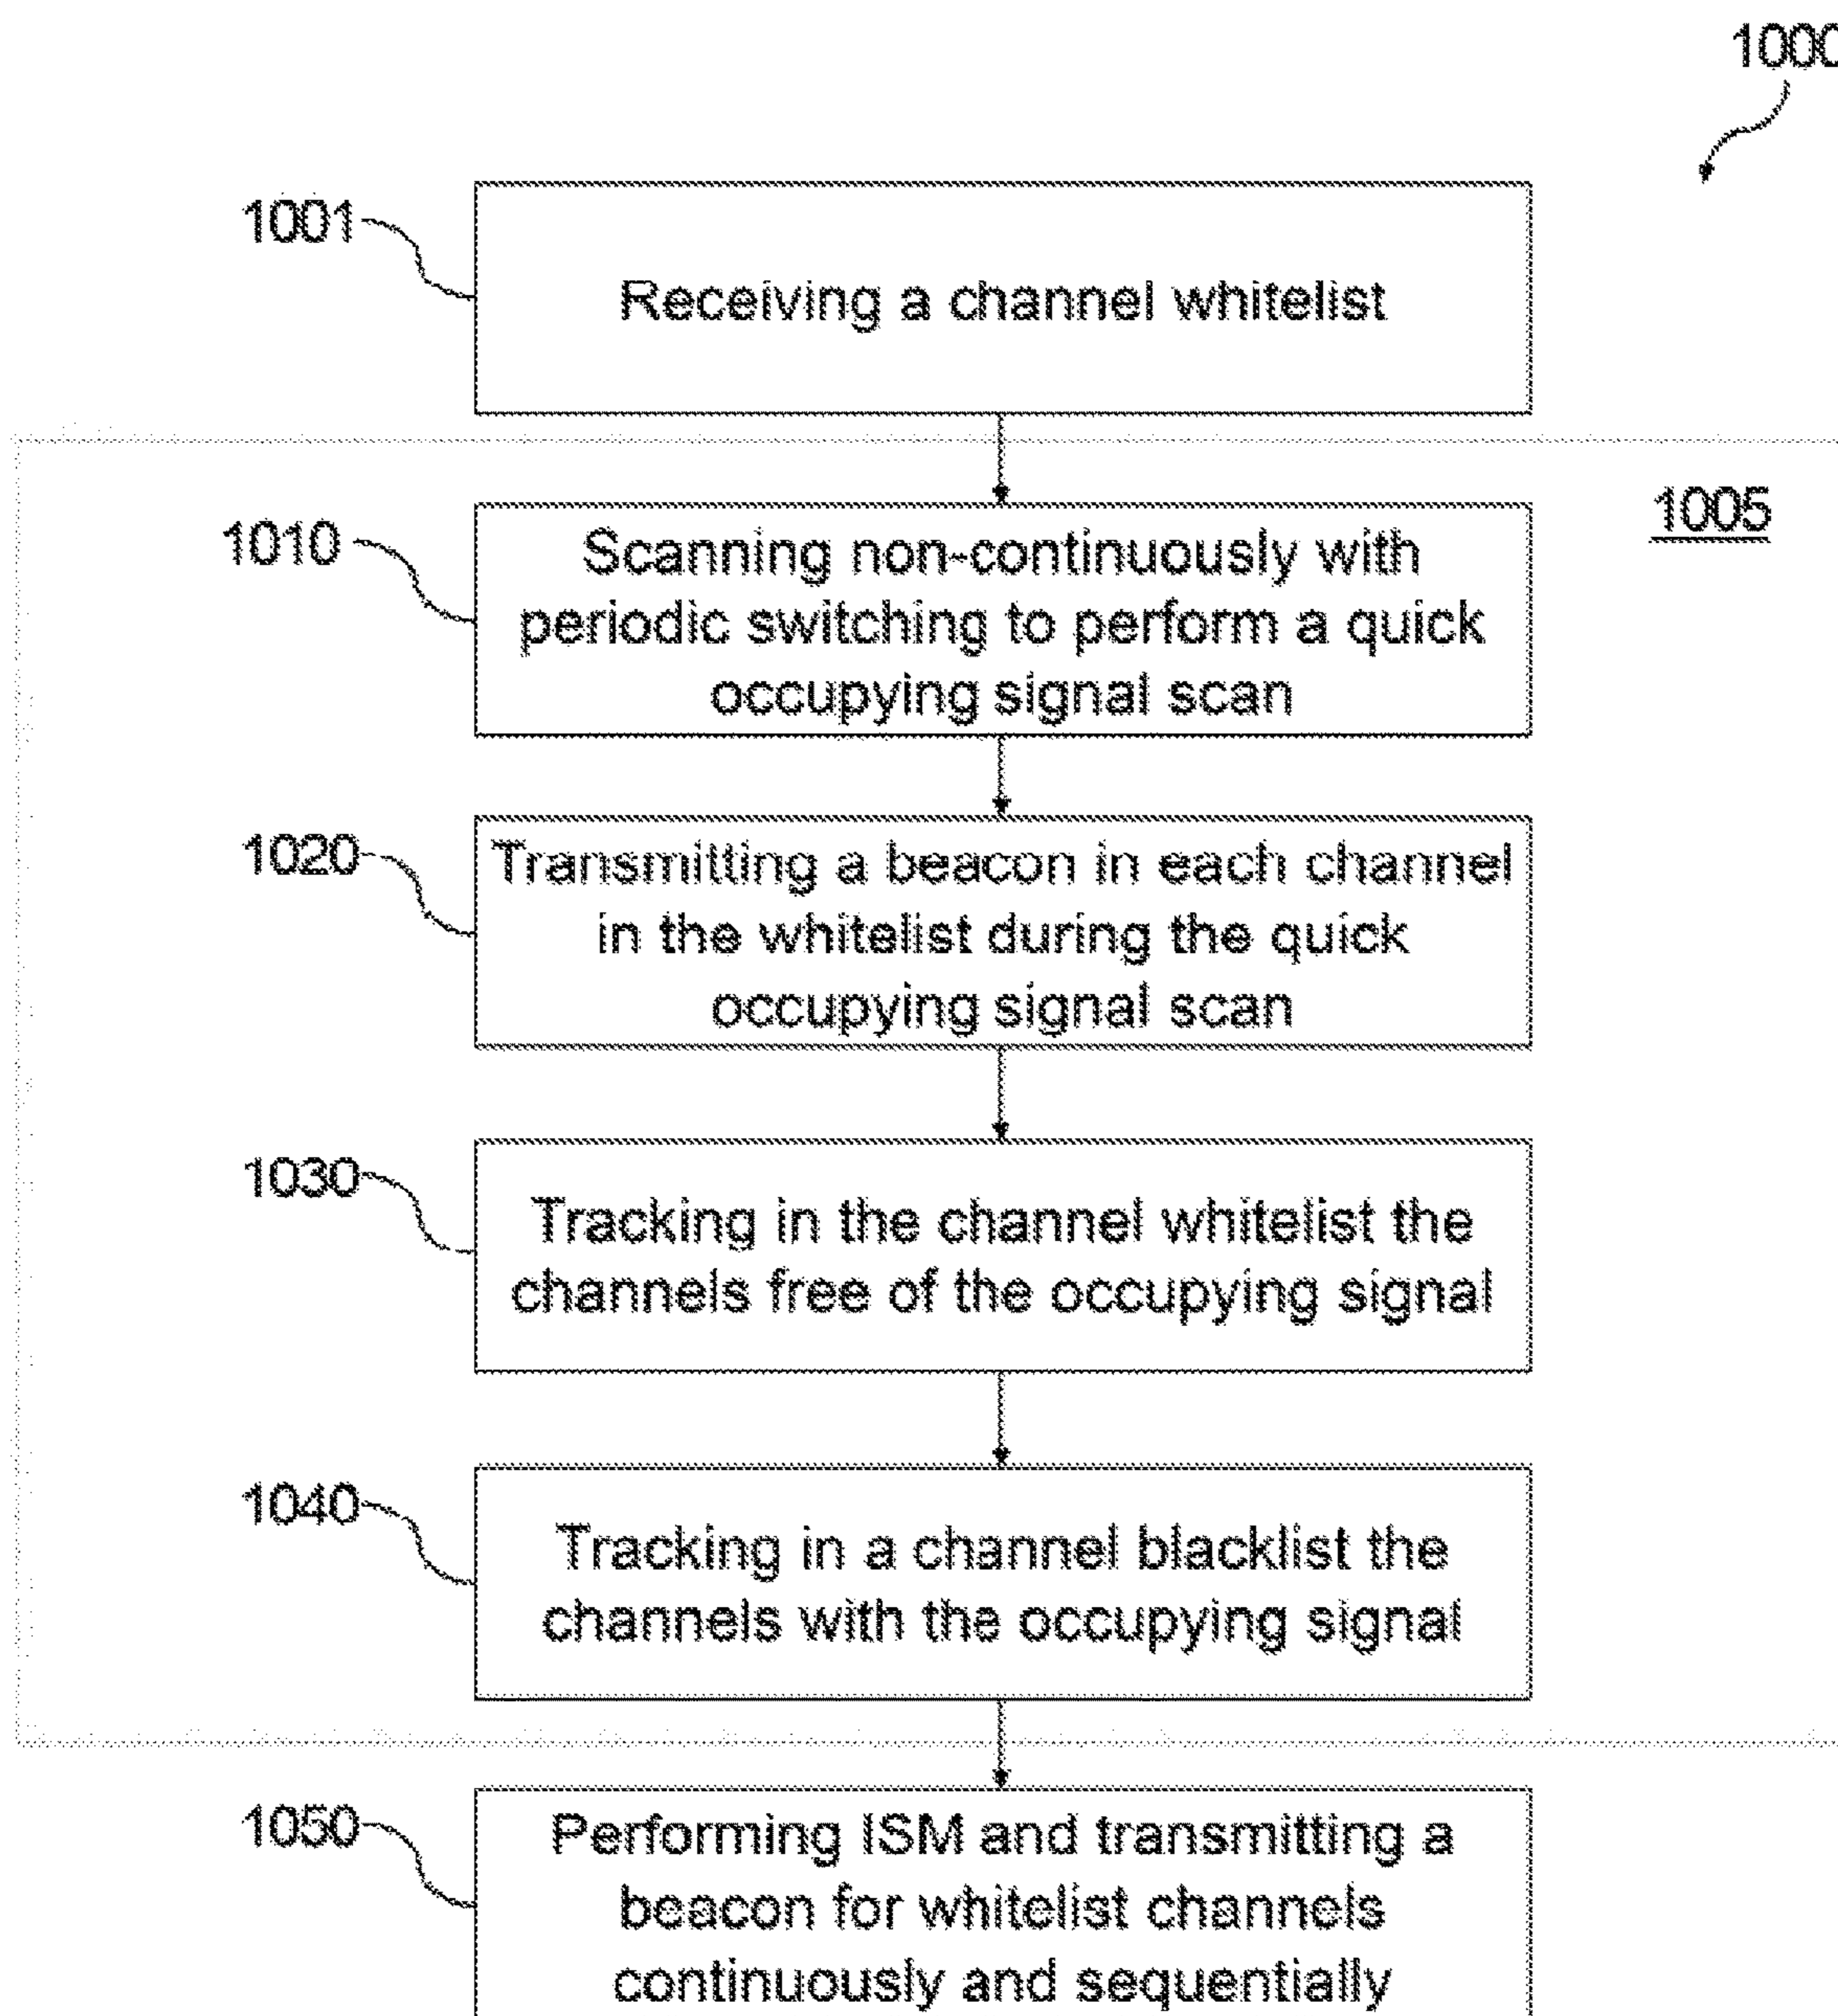 1000
1001
Receiving a channel whitelist
1005
1010
Scanning non-continuously with
periodic switching to perform a quick
occupying signal scan
1020
Transmitting a beacon in each channel
in the whitelist during the quick
occupying signal scan
1030
Tracking in the channel whitelist the
channels free of the occupying signal
1040
Tracking in a channel blacklist the
channels with the occupying signal
1050
Performing ISM and transmitting a
beacon for whitelist channels
continuously and sequentially